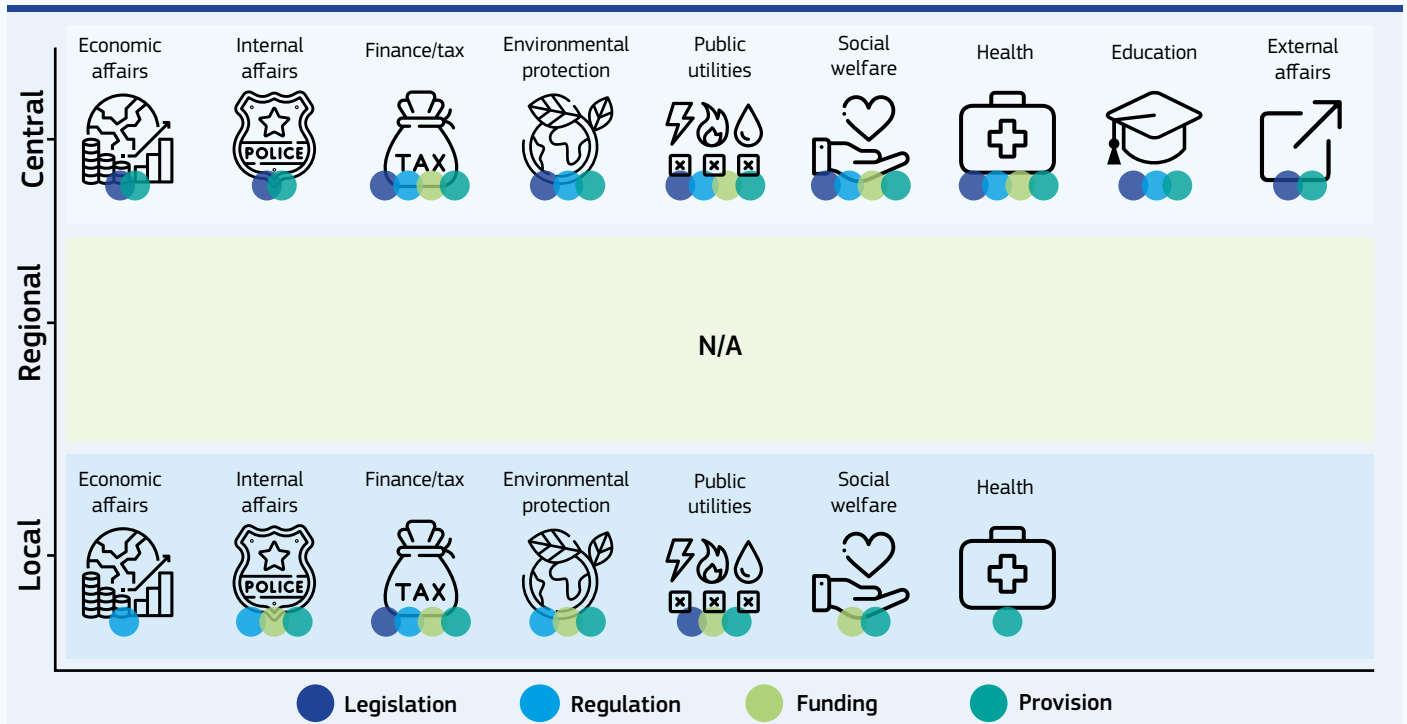 Central
Economic
affairs
Internal
affairs
Finance/tax
Environmental
protection
Public
utilities
Social
welfare
Health
Education
External
affairs
POLICE
TAX
Regional
N/A
Local
Economic
affairs
Internal
affairs
Finance/tax
Environmental
protection
Public
utilities
Social
welfare
Health
POLICE
TAX
Legislation
Regulation
Funding
Provision